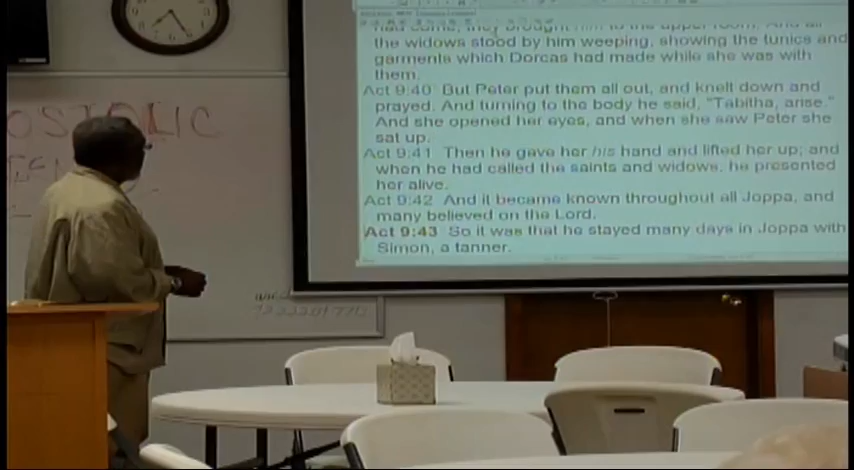 had come, they brought him to the upper room. And all
the widows stood by him weeping, showing the tunics and
garments which Dorcas had made while she was with
them.
Act 9:40 But Peter put them all out, and knelt down and
prayed. And turning to the body he said, "Tabitha, arise."
And she opened her eyes, and when she saw Peter she
sat up.
Act 9:41 Then he gave her his hand and lifted her up; and
when he had called the saints and widows, he presented
her alive.
Act 9:42 And it became known throughout all Joppa, and
many believed on the Lord.
Act 9:43 So it was that he stayed many days in Joppa with
Simon, a tanner.
OSTOLIC